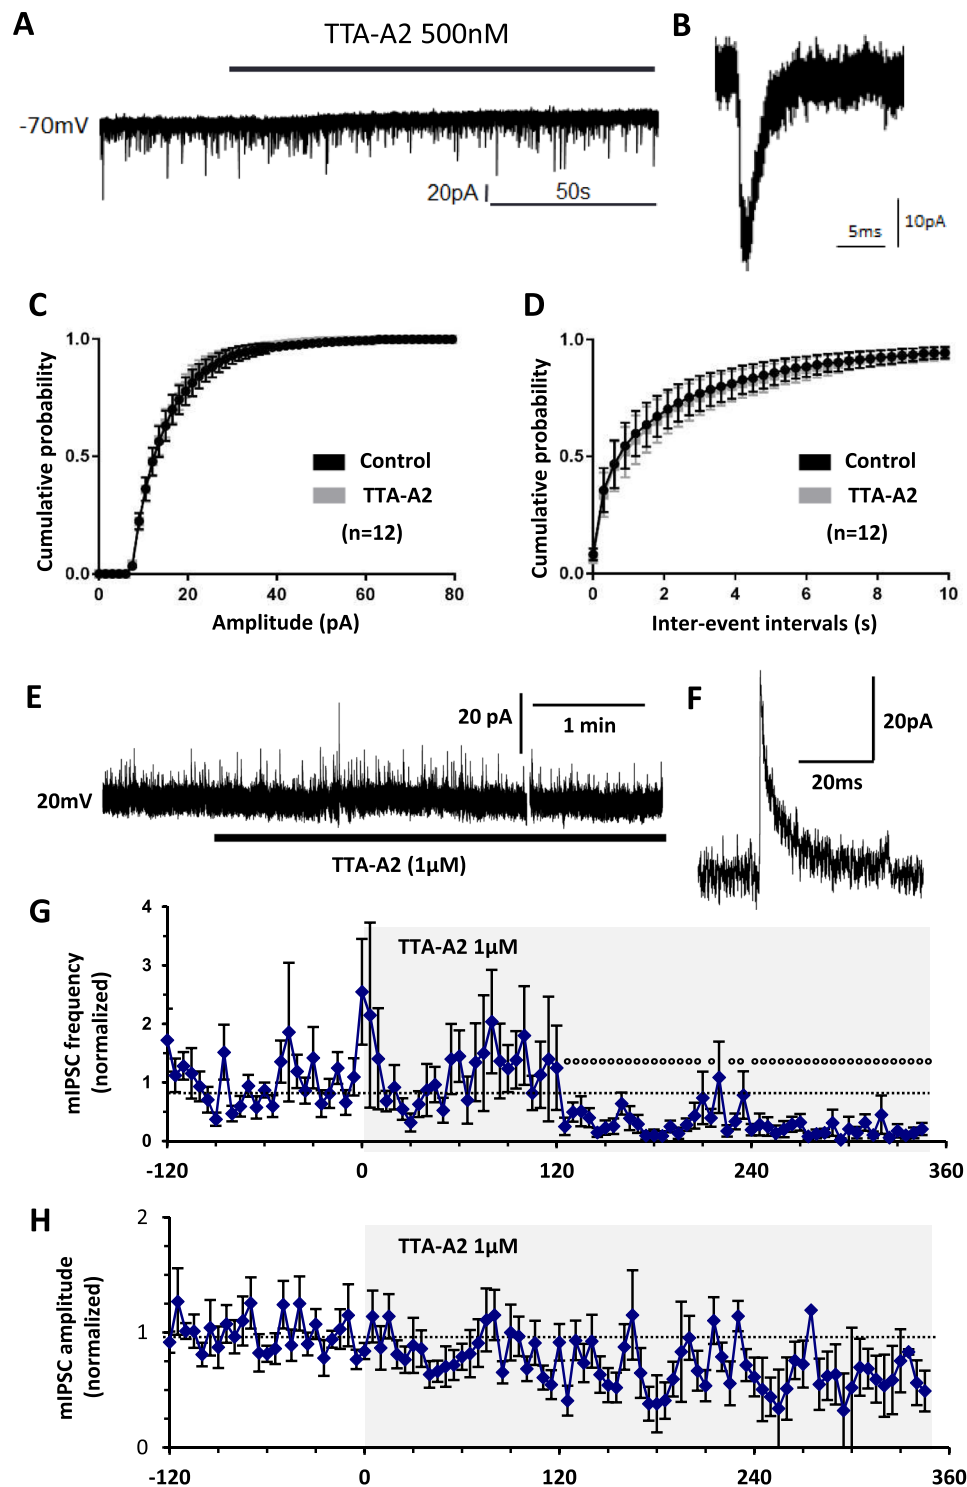 A
TTA-A2 500nM
-70mV
20pA
50s
B
5ms
10pA
C
Cumulative probability
1.0
0.5
0.0
0 20 40 60 80
Amplitude (pA)
Control
TTA-A2
(n=12)
D
Cumulative probability
1.0
0.5
0.0
0 2 4 6 8 10
Inter-event intervals (s)
Control
TTA-A2
(n=12)
E
20 pA
1 min
20mV
TTA-A2 (1µM)
F
20pA
20ms
G
mIPSC frequency
(normalized)
4
3
2
1
0
TTA-A2 1µM
-120 0 120 240 360
H
mIPSC amplitude
(normalized)
2
1
0
TTA-A2 1µM
-120 0 120 240 360